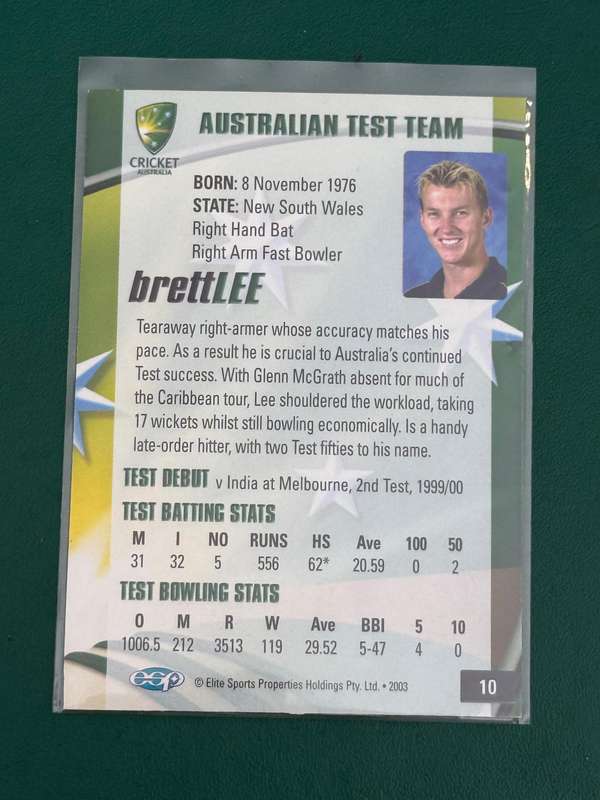 CRICKET
AUSTRALIA
AUSTRALIAN TEST TEAM
BORN: 8 November 1976
STATE: New South Wales
Right Hand Bat
Right Arm Fast Bowler
brettLEE
Tearaway right-armer whose accuracy matches his
pace. As a result he is crucial to Australia's continued
Test success. With Glenn McGrath absent for much of
the Caribbean tour, Lee shouldered the workload, taking
17 wickets whilst still bowling economically. Is a handy
late-order hitter, with two Test fifties to his name.
TEST DEBUT v India at Melbourne, 2nd Test, 1999/00
TEST BATTING STATS
M I NO RUNS HS Ave 100 50
31 32 5 556 62* 20.59 0 2
TEST BOWLING STATS
O M R W Ave BBI 5 10
1006.5 212 3513 119 29.52 5-47 4 0
esp © Elite Sports Properties Holdings Pty. Ltd. • 2003
10